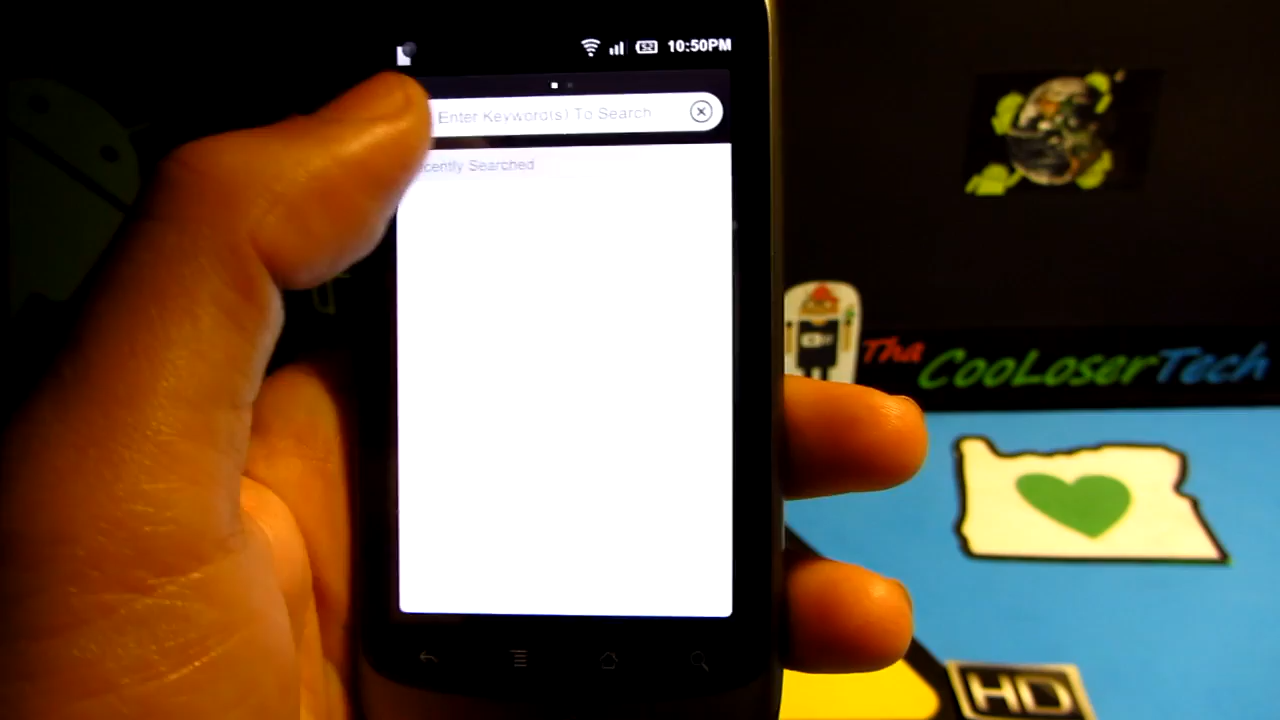 10:50PM
Enter Keyword(s) To Search
cently Searched
Tha CooLoserTech
HD